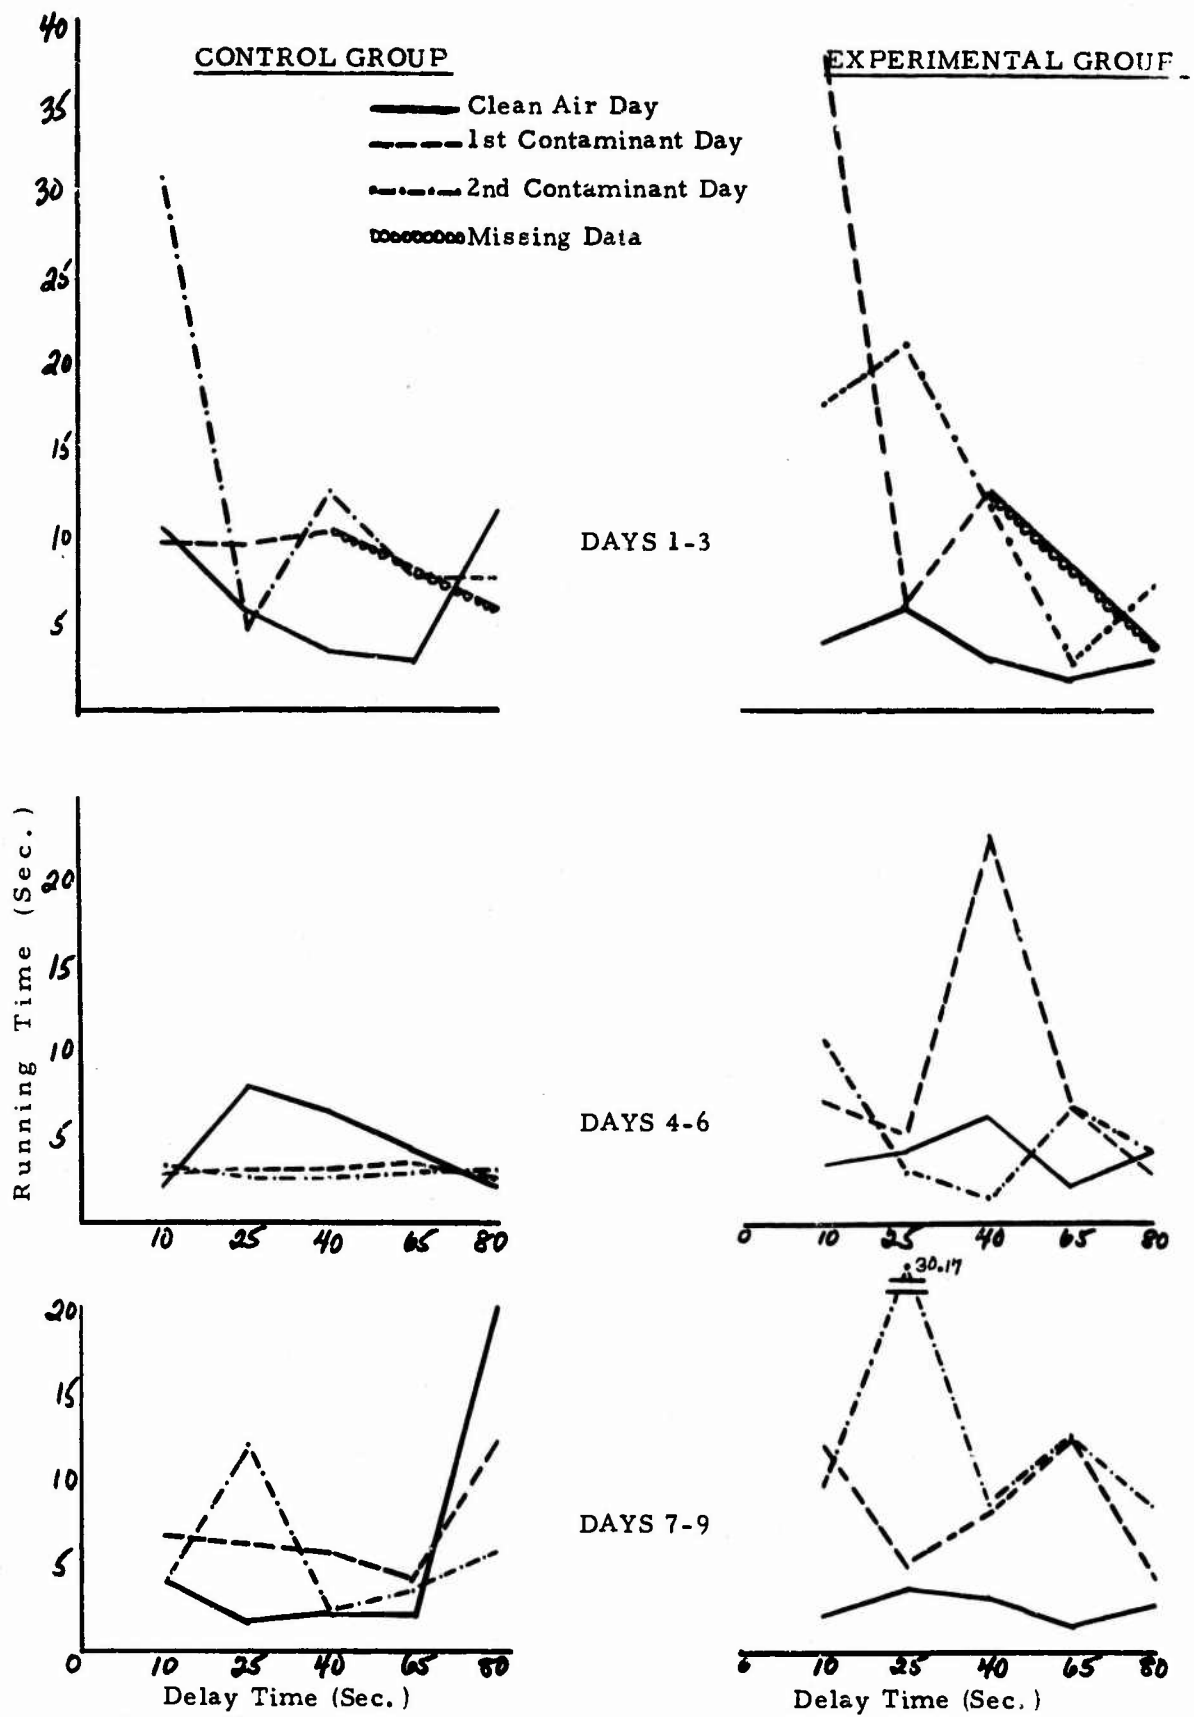 40
CONTROL GROUP
EXPERIMENTAL GROUP
35
Clean Air Day
1st Contaminant Day
30
2nd Contaminant Day
Missing Data
25
20
15
10
DAYS 1-3
5
Running Time (Sec.)
20
15
10
DAYS 4-6
5
10 25 40 65 80
0 10 25 40 65 80
30.17
20
15
10
DAYS 7-9
5
0 10 25 40 65 80
0 10 25 40 65 80
Delay Time (Sec.)
Delay Time (Sec.)